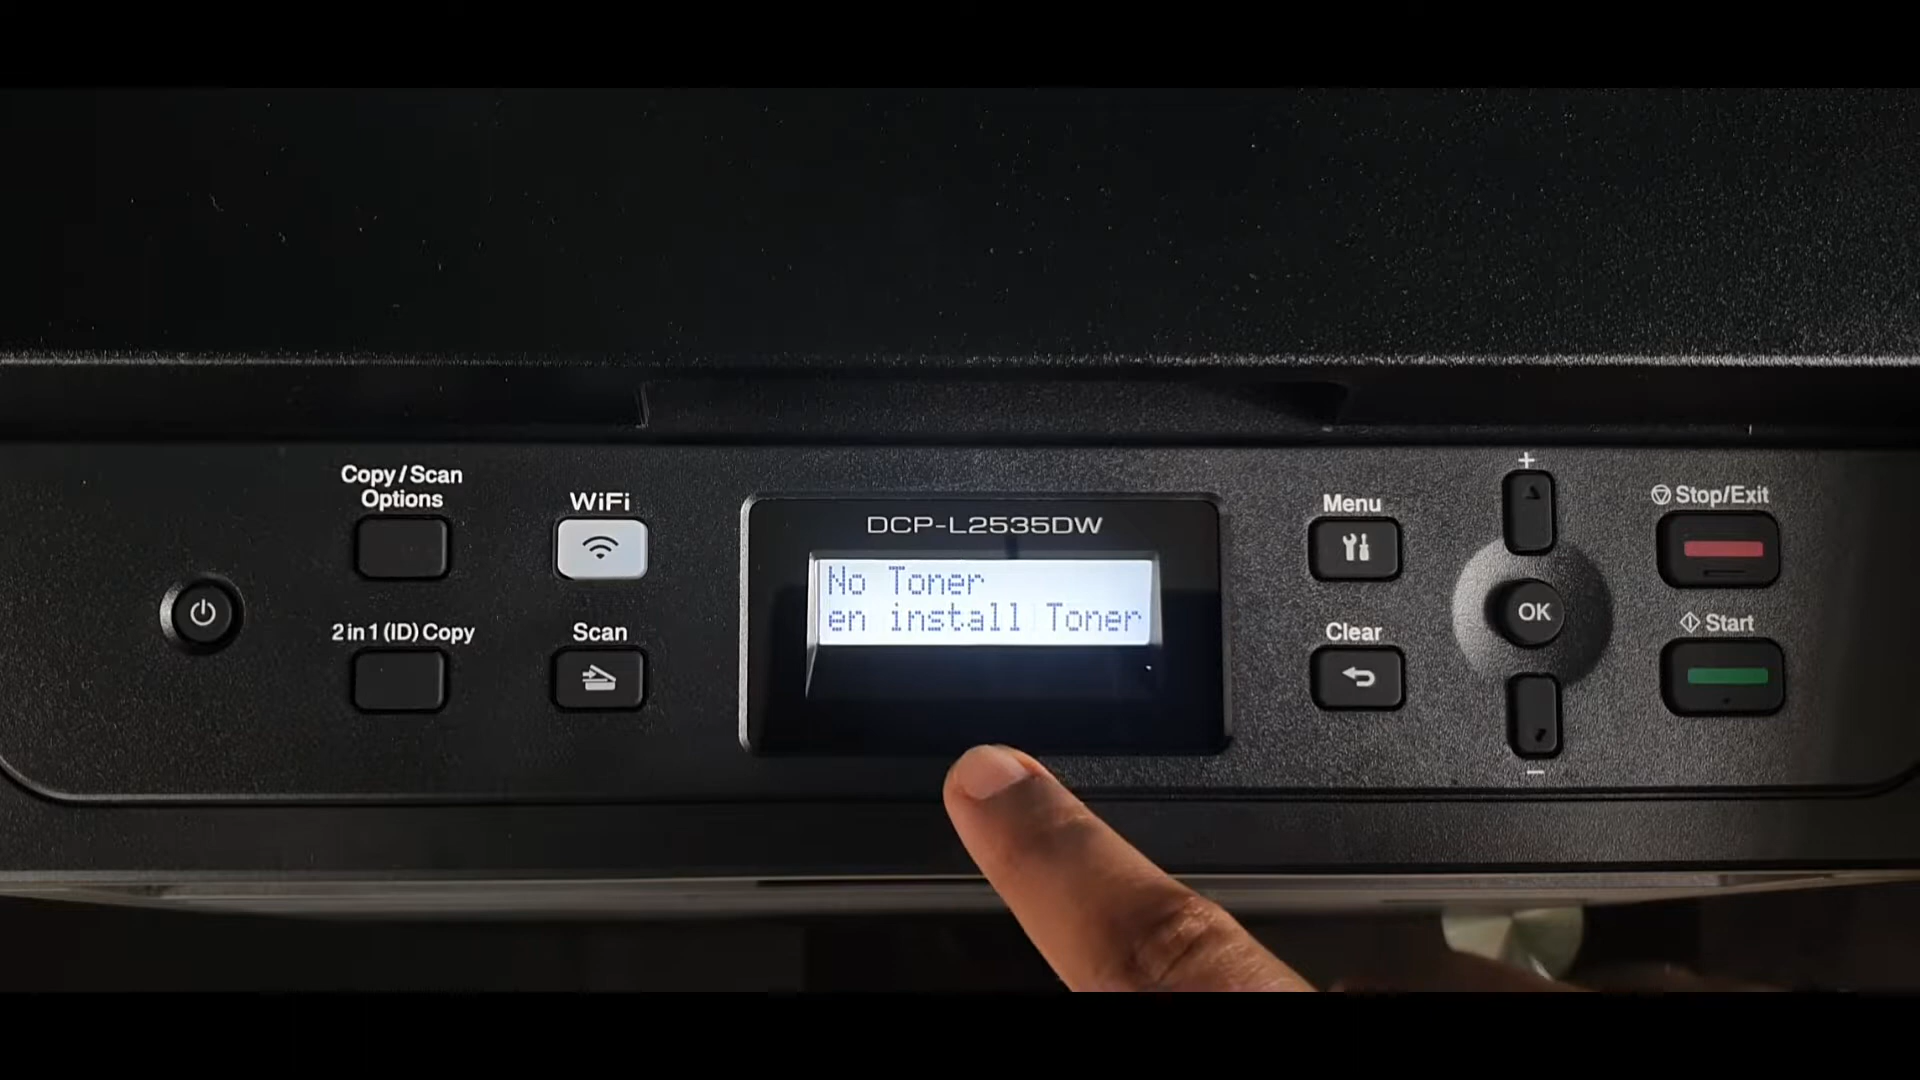 Copy/Scan
Options
WiFi
2 in 1 (ID) Copy
Scan
DCP-L2535DW
No Toner
en install Toner
Menu
Clear
+
OK
-
Stop/Exit
Start